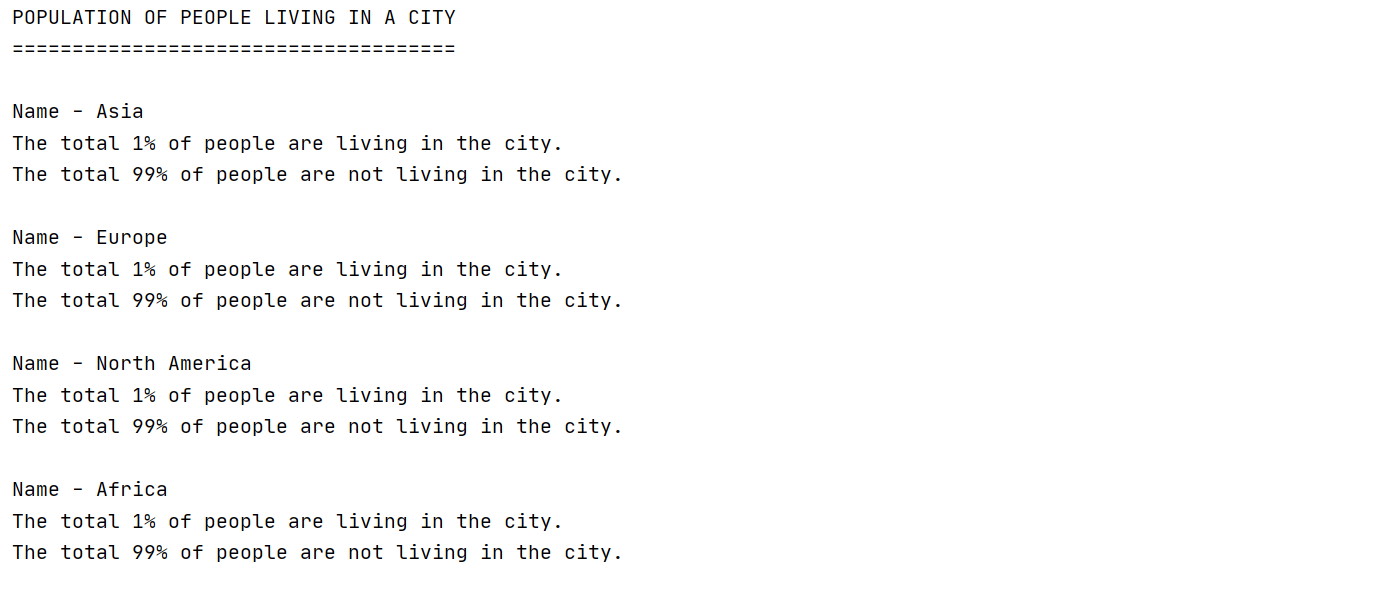 POPULATION OF PEOPLE LIVING IN A CITY
=====================================
Name - Asia
The total 1% of people are living in the city.
The total 99% of people are not living in the city.
Name - Europe
The total 1% of people are living in the city.
The total 99% of people are not living in the city.
Name - North America
The total 1% of people are living in the city.
The total 99% of people are not living in the city.
Name - Africa
The total 1% of people are living in the city.
The total 99% of people are not living in the city.